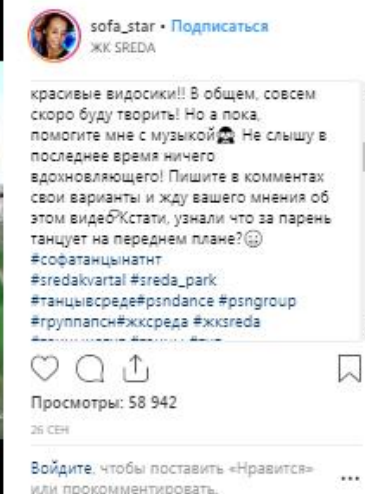 sofa_star • Подписаться
ЖК SREDA
красивые видосики!! В общем, совсем
скоро буду творить! Но а пока,
помогите мне с музыкой Не слышу в
последнее время ничего
вдохновляющего! Пишите в комментах
свои варианты и жду вашего мнения об
этом видео Кстати, узнали что за парень
танцует на переднем плане?
#софатанцынатнт
#sredakvartal #sreda_park
#танцывсреде#psndance #psngroup
#группапсн#жксреда #жкsreda
Просмотры: 58 942
26 СЕН
Войдите, чтобы поставить «Нравится»
или прокомментировать.